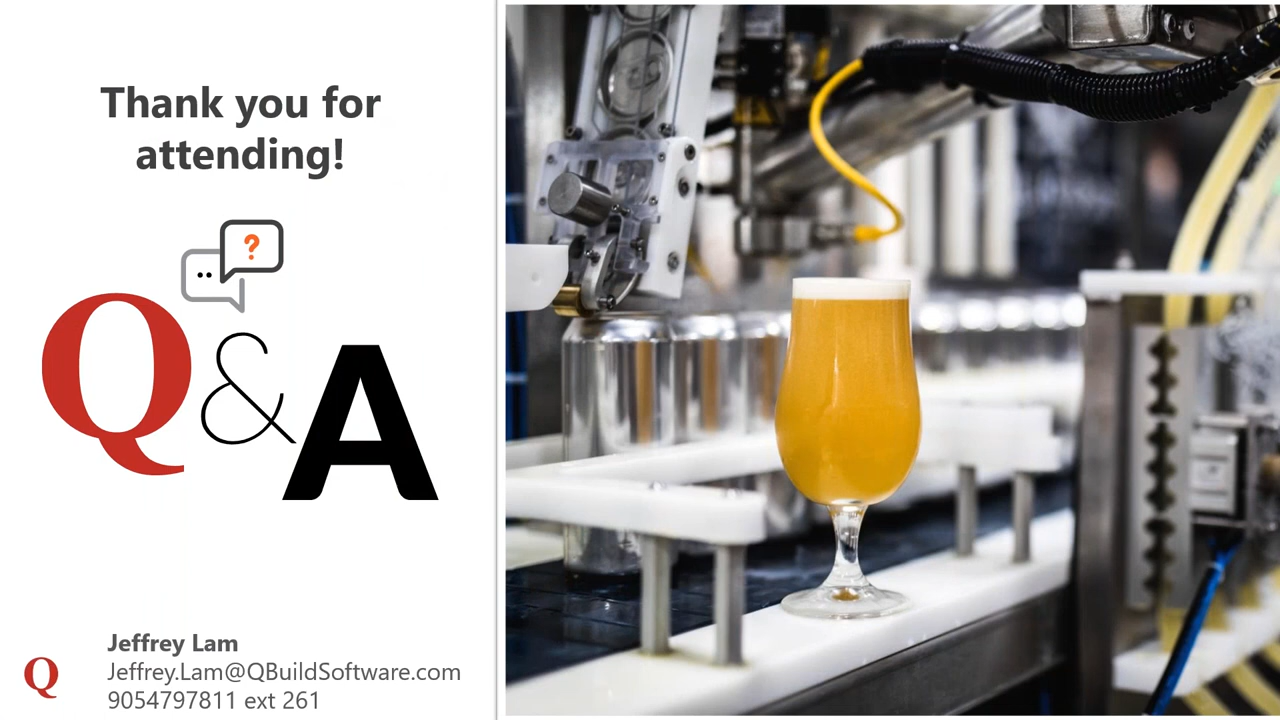 Thank you for
attending!
?
Q&A
Jeffrey Lam
Q
Jeffrey.Lam@QBuildSoftware.com
9054797811 ext 261